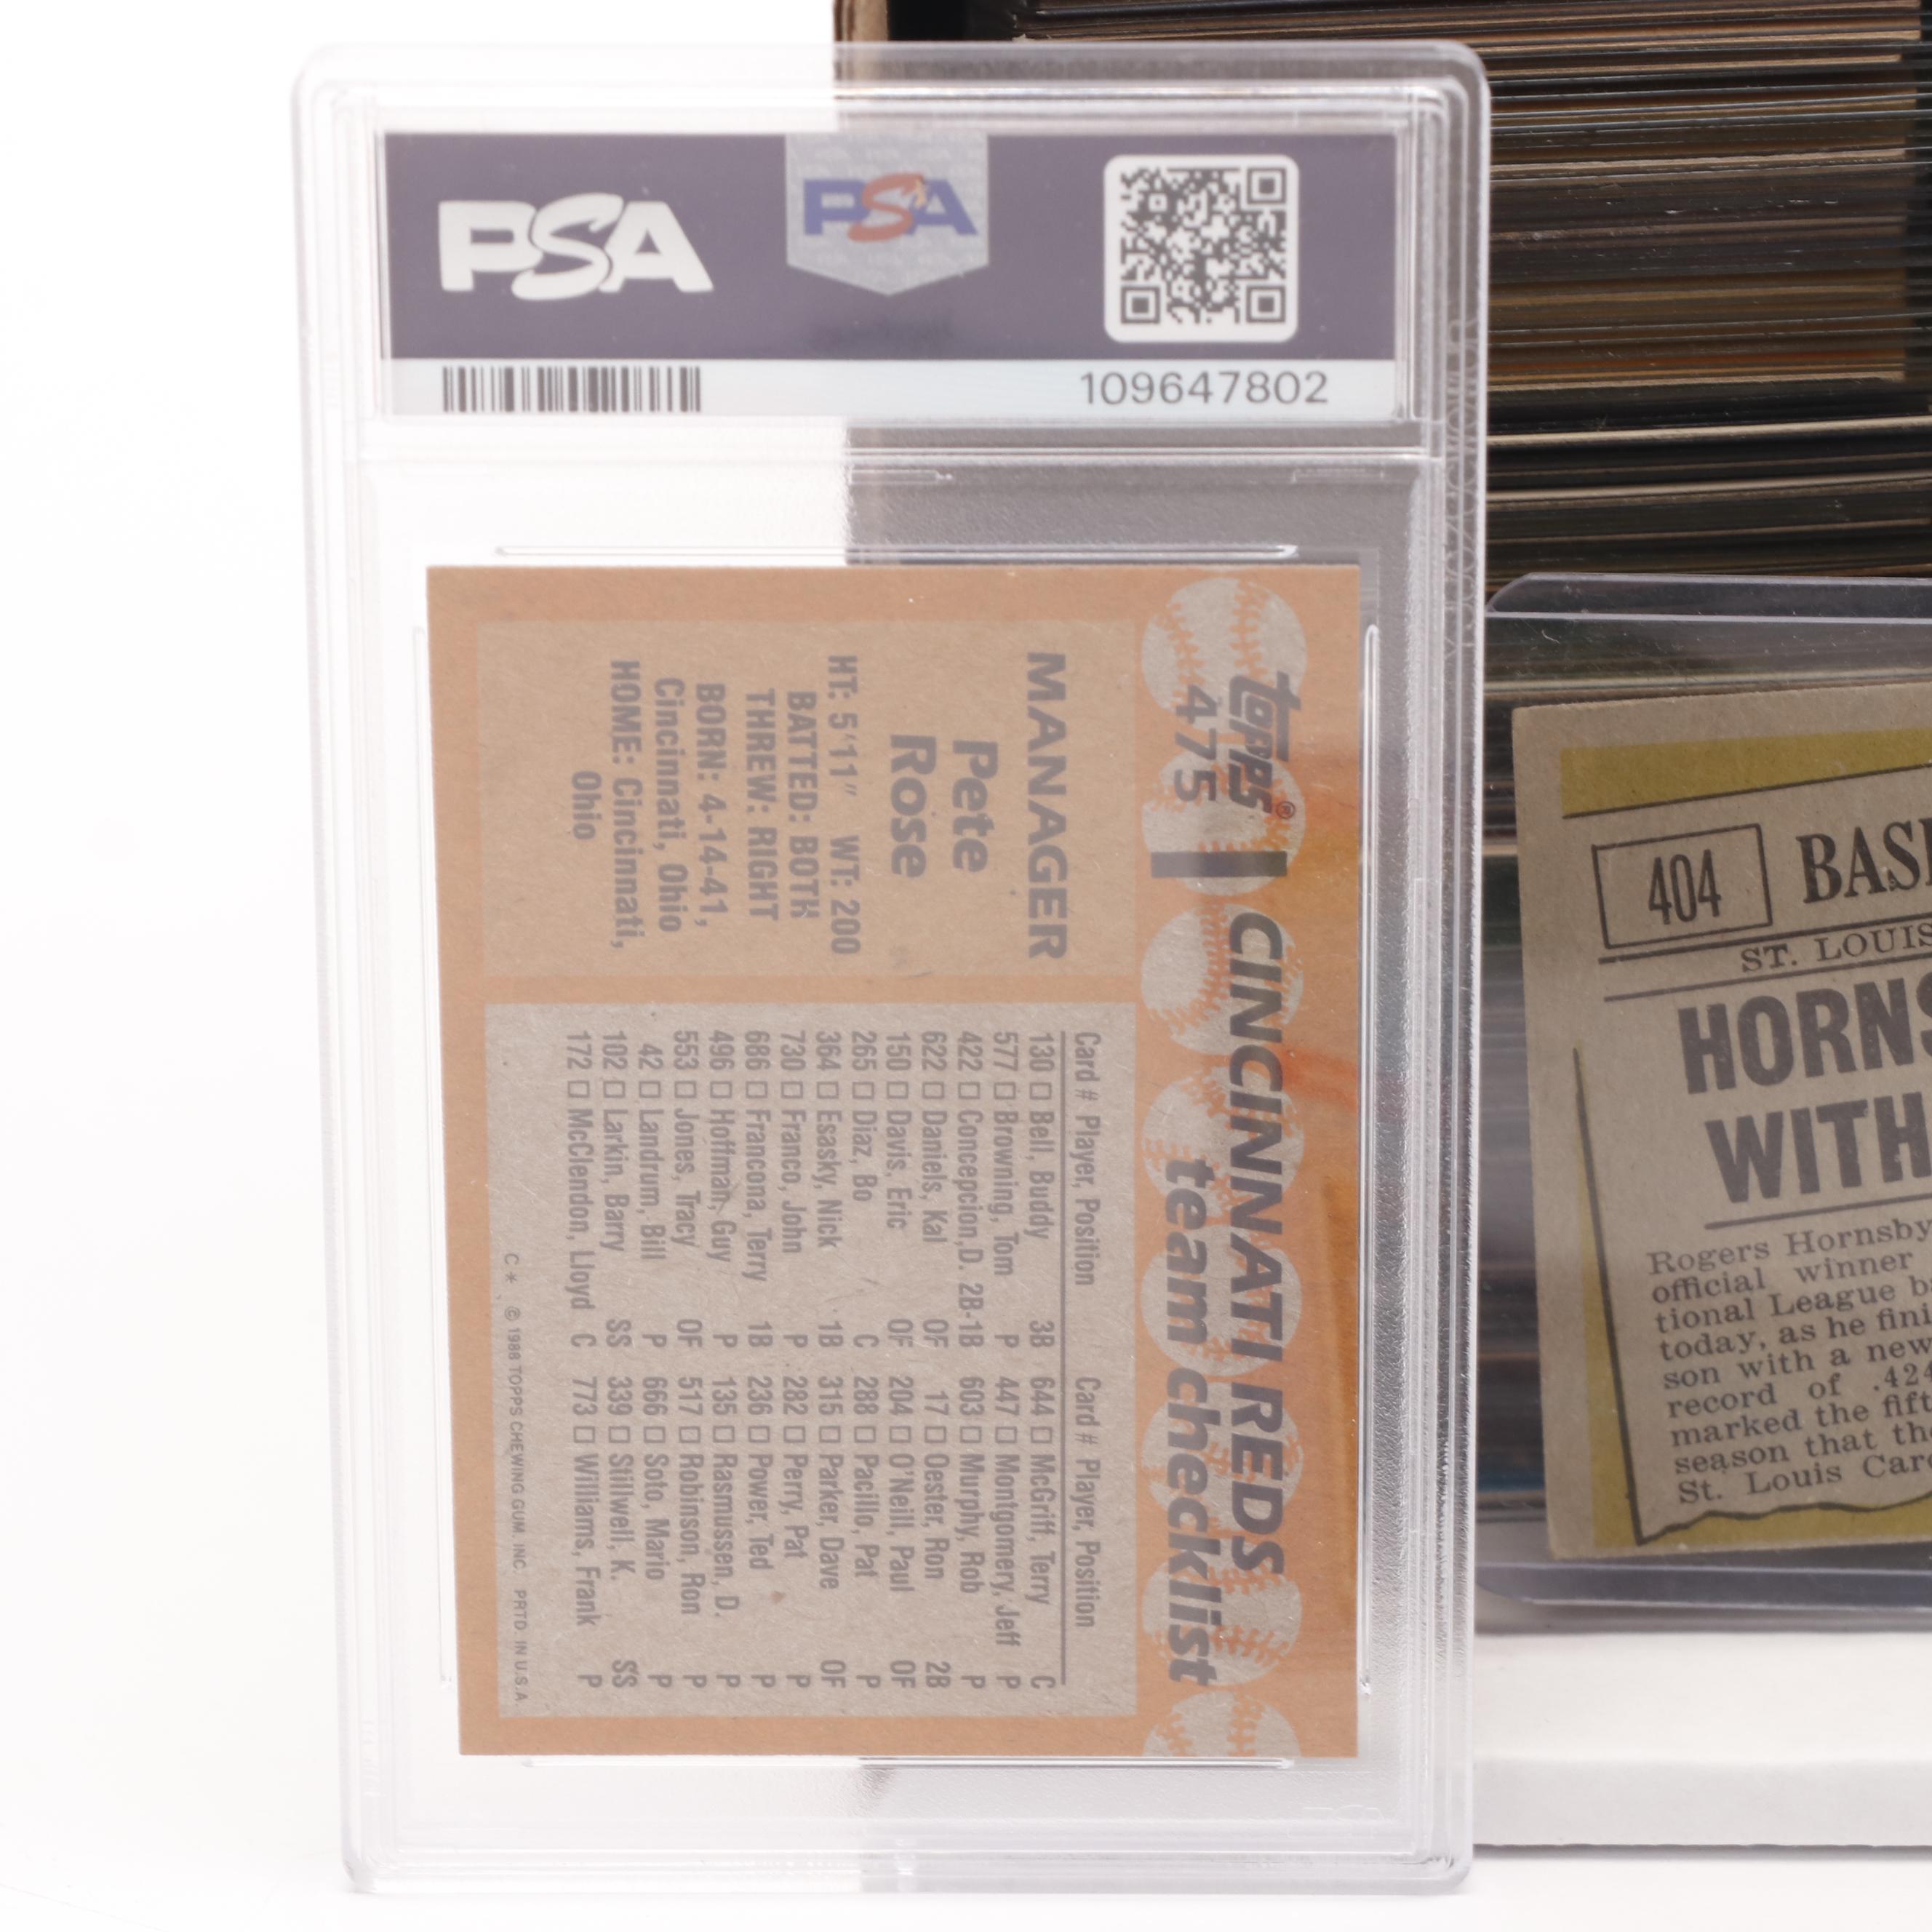 PSA
PSA
109647802
topps®
475
CINCINNATI REDS
team checklist
MANAGER
Pete
Rose
HT: 5'11" WT: 200
BATTED: BOTH
THREW: RIGHT
BORN: 4-14-41,
Cincinnati, Ohio
HOME: Cincinnati,
Ohio
Card # Player, Position Card # Player, Position
130 □ Bell, Buddy 3B 644 □ McGriff, Terry C
577 □ Browning, Tom P 447 □ Montgomery, Jeff P
422 □ Concepcion, D. 2B-1B 603 □ Murphy, Rob P
622 □ Daniels, Kal OF 17 □ Oester, Ron 2B
150 □ Davis, Eric OF 204 □ O'Neill, Paul OF
265 □ Diaz, Bo C 288 □ Pacillo, Pat P
364 □ Esasky, Nick 1B 315 □ Parker, Dave OF
730 □ Franco, John P 282 □ Perry, Pat P
686 □ Francona, Terry 1B 236 □ Power, Ted P
496 □ Hoffman, Guy P 135 □ Rasmussen, D. P
553 □ Jones, Tracy OF 517 □ Robinson, Ron P
42 □ Landrum, Bill P 666 □ Soto, Mario P
102 □ Larkin, Barry SS 339 □ Stillwell, K. SS
172 □ McClendon, Lloyd C 773 □ Williams, Frank P
C* © 1988 TOPPS CHEWING GUM, INC. PRTD. IN U.S.A.
404
BASE
ST. LOUIS
HORNS
WITH
Rogers Hornsby
official winner
tional League b
today, as he fini
son with a new
record of .424
marked the fift
season that the
St. Louis Card